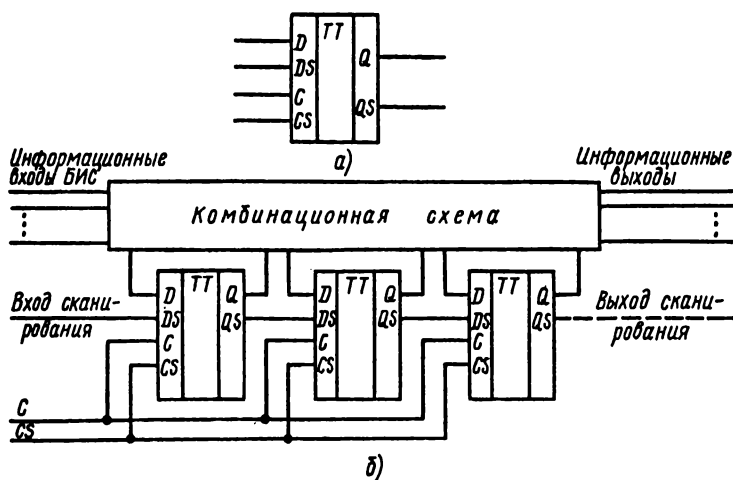 D TT Q
DS
C QS
CS
а)
Информационные входы БИС
Информационные выходы
Комбинационная схема
Вход скани-
рования
D TT Q
DS QS
C
CS
D TT Q
DS QS
C
CS
D TT Q
DS QS
C
CS
Выход скани-
рования
C
CS
б)